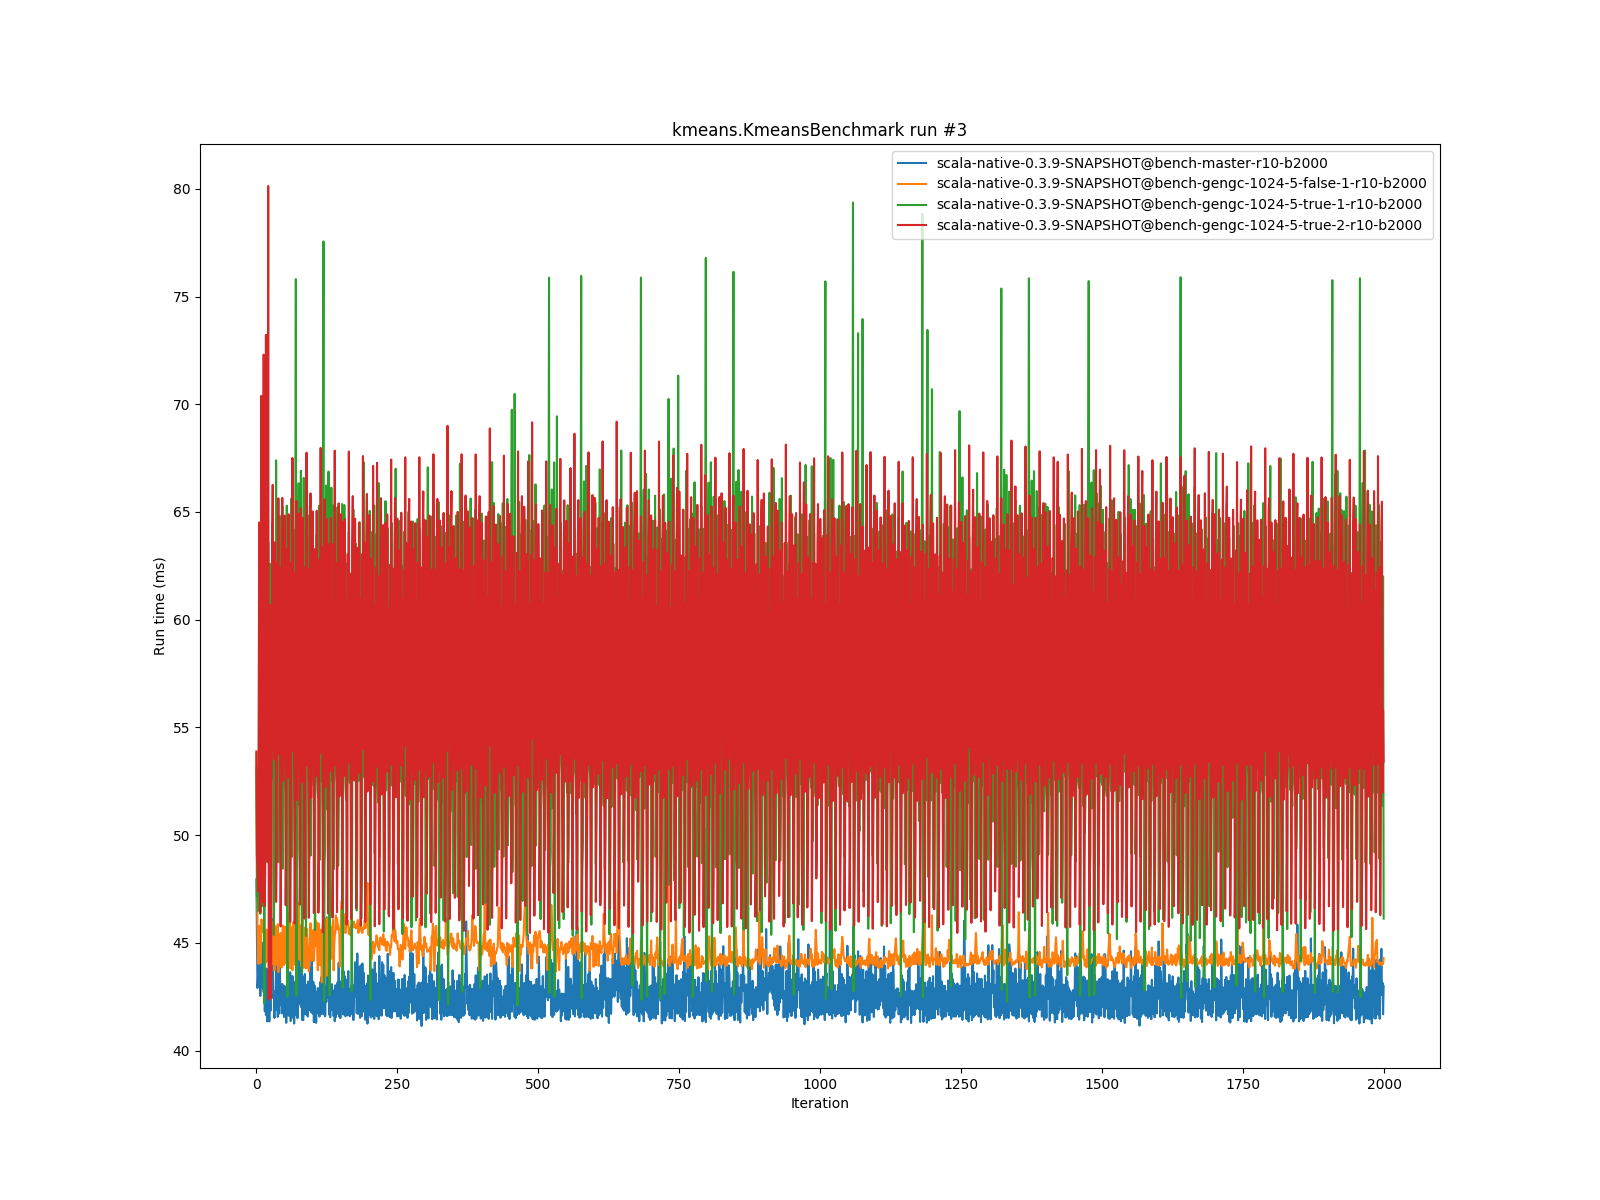 kmeans.KmeansBenchmark run #3
scala-native-0.3.9-SNAPSHOT@bench-master-r10-b2000
scala-native-0.3.9-SNAPSHOT@bench-gengc-1024-5-false-1-r10-b2000
scala-native-0.3.9-SNAPSHOT@bench-gengc-1024-5-true-1-r10-b2000
scala-native-0.3.9-SNAPSHOT@bench-gengc-1024-5-true-2-r10-b2000
80
75
70
65
60
55
50
45
40
Run time (ms)
0 250 500 750 1000 1250 1500 1750 2000
Iteration